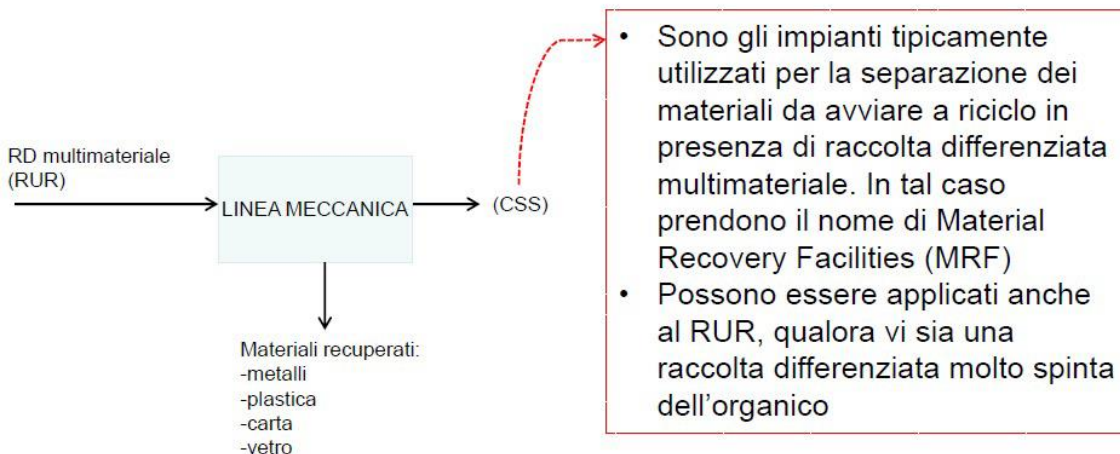 RD multimateriale
(RUR)
LINEA MECCANICA
(CSS)
Materiali recuperati:
-metalli
-plastica
-carta
-vetro
• Sono gli impianti tipicamente
utilizzati per la separazione dei
materiali da avviare a riciclo in
presenza di raccolta differenziata
multimateriale. In tal caso
prendono il nome di Material
Recovery Facilities (MRF)
• Possono essere applicati anche
al RUR, qualora vi sia una
raccolta differenziata molto spinta
dell’organico